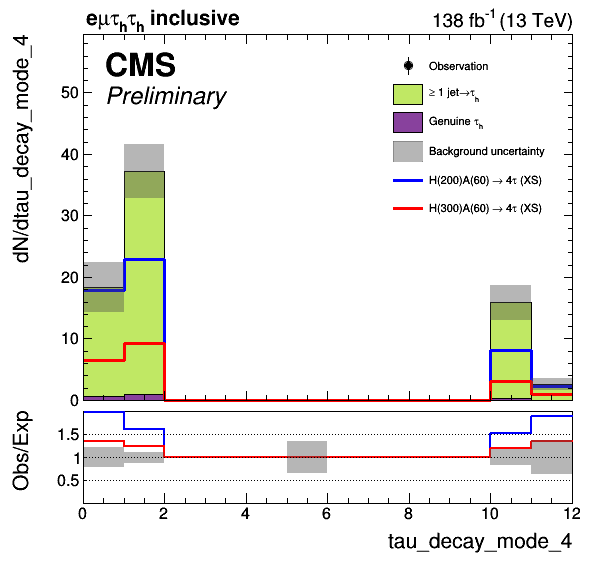 eμτhτh inclusive
138 fb-1 (13 TeV)
CMS
Preliminary
Observation
≥ 1 jet→τh
Genuine τh
Background uncertainty
H(200)A(60) → 4τ (XS)
H(300)A(60) → 4τ (XS)
dN/dtau_decay_mode_4
50
40
30
20
10
0
Obs/Exp
1.5
1
0.5
0 2 4 6 8 10 12
tau_decay_mode_4